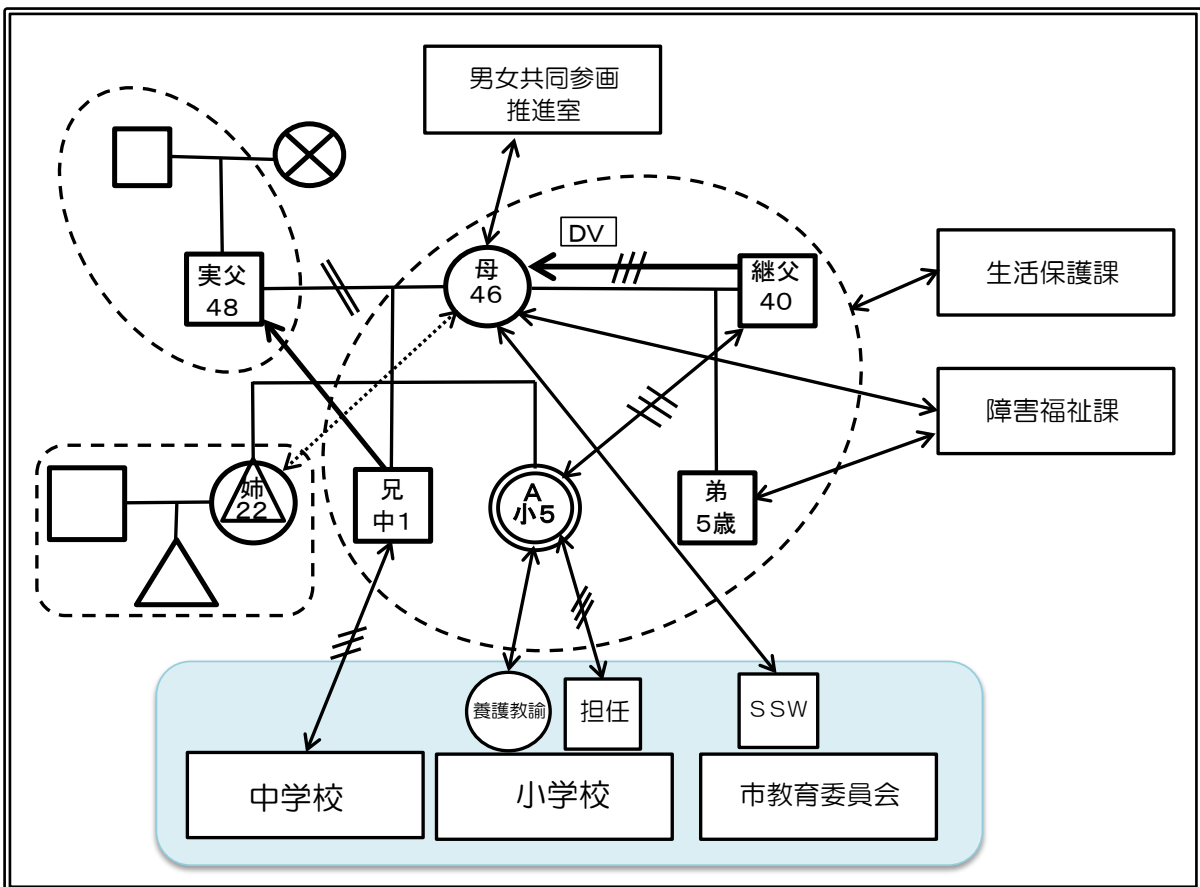 男女共同参画
推進室
DV
実父
48
母
46
継父
40
生活保護課
障害福祉課
姉
22
兄
中1
A
小5
弟
5歳
養護教諭
担任
SSW
中学校
小学校
市教育委員会